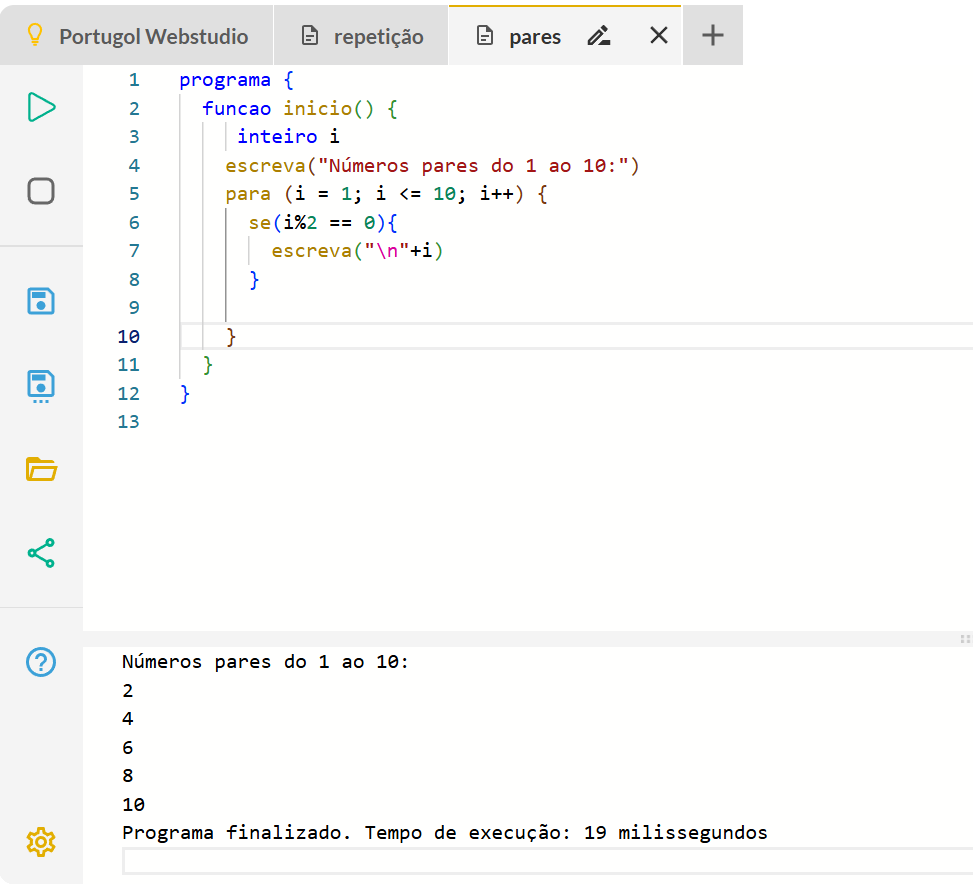 Portugol Webstudio repetição pares
1 programa {
2   funcao inicio() {
3      inteiro i
4     escreva("Números pares do 1 ao 10:")
5     para (i = 1; i <= 10; i++) {
6       se(i%2 == 0){
7         escreva("\n"+i)
8       }
9
10     }
11   }
12 }
13
Números pares do 1 ao 10:
2
4
6
8
10
Programa finalizado. Tempo de execução: 19 milissegundos